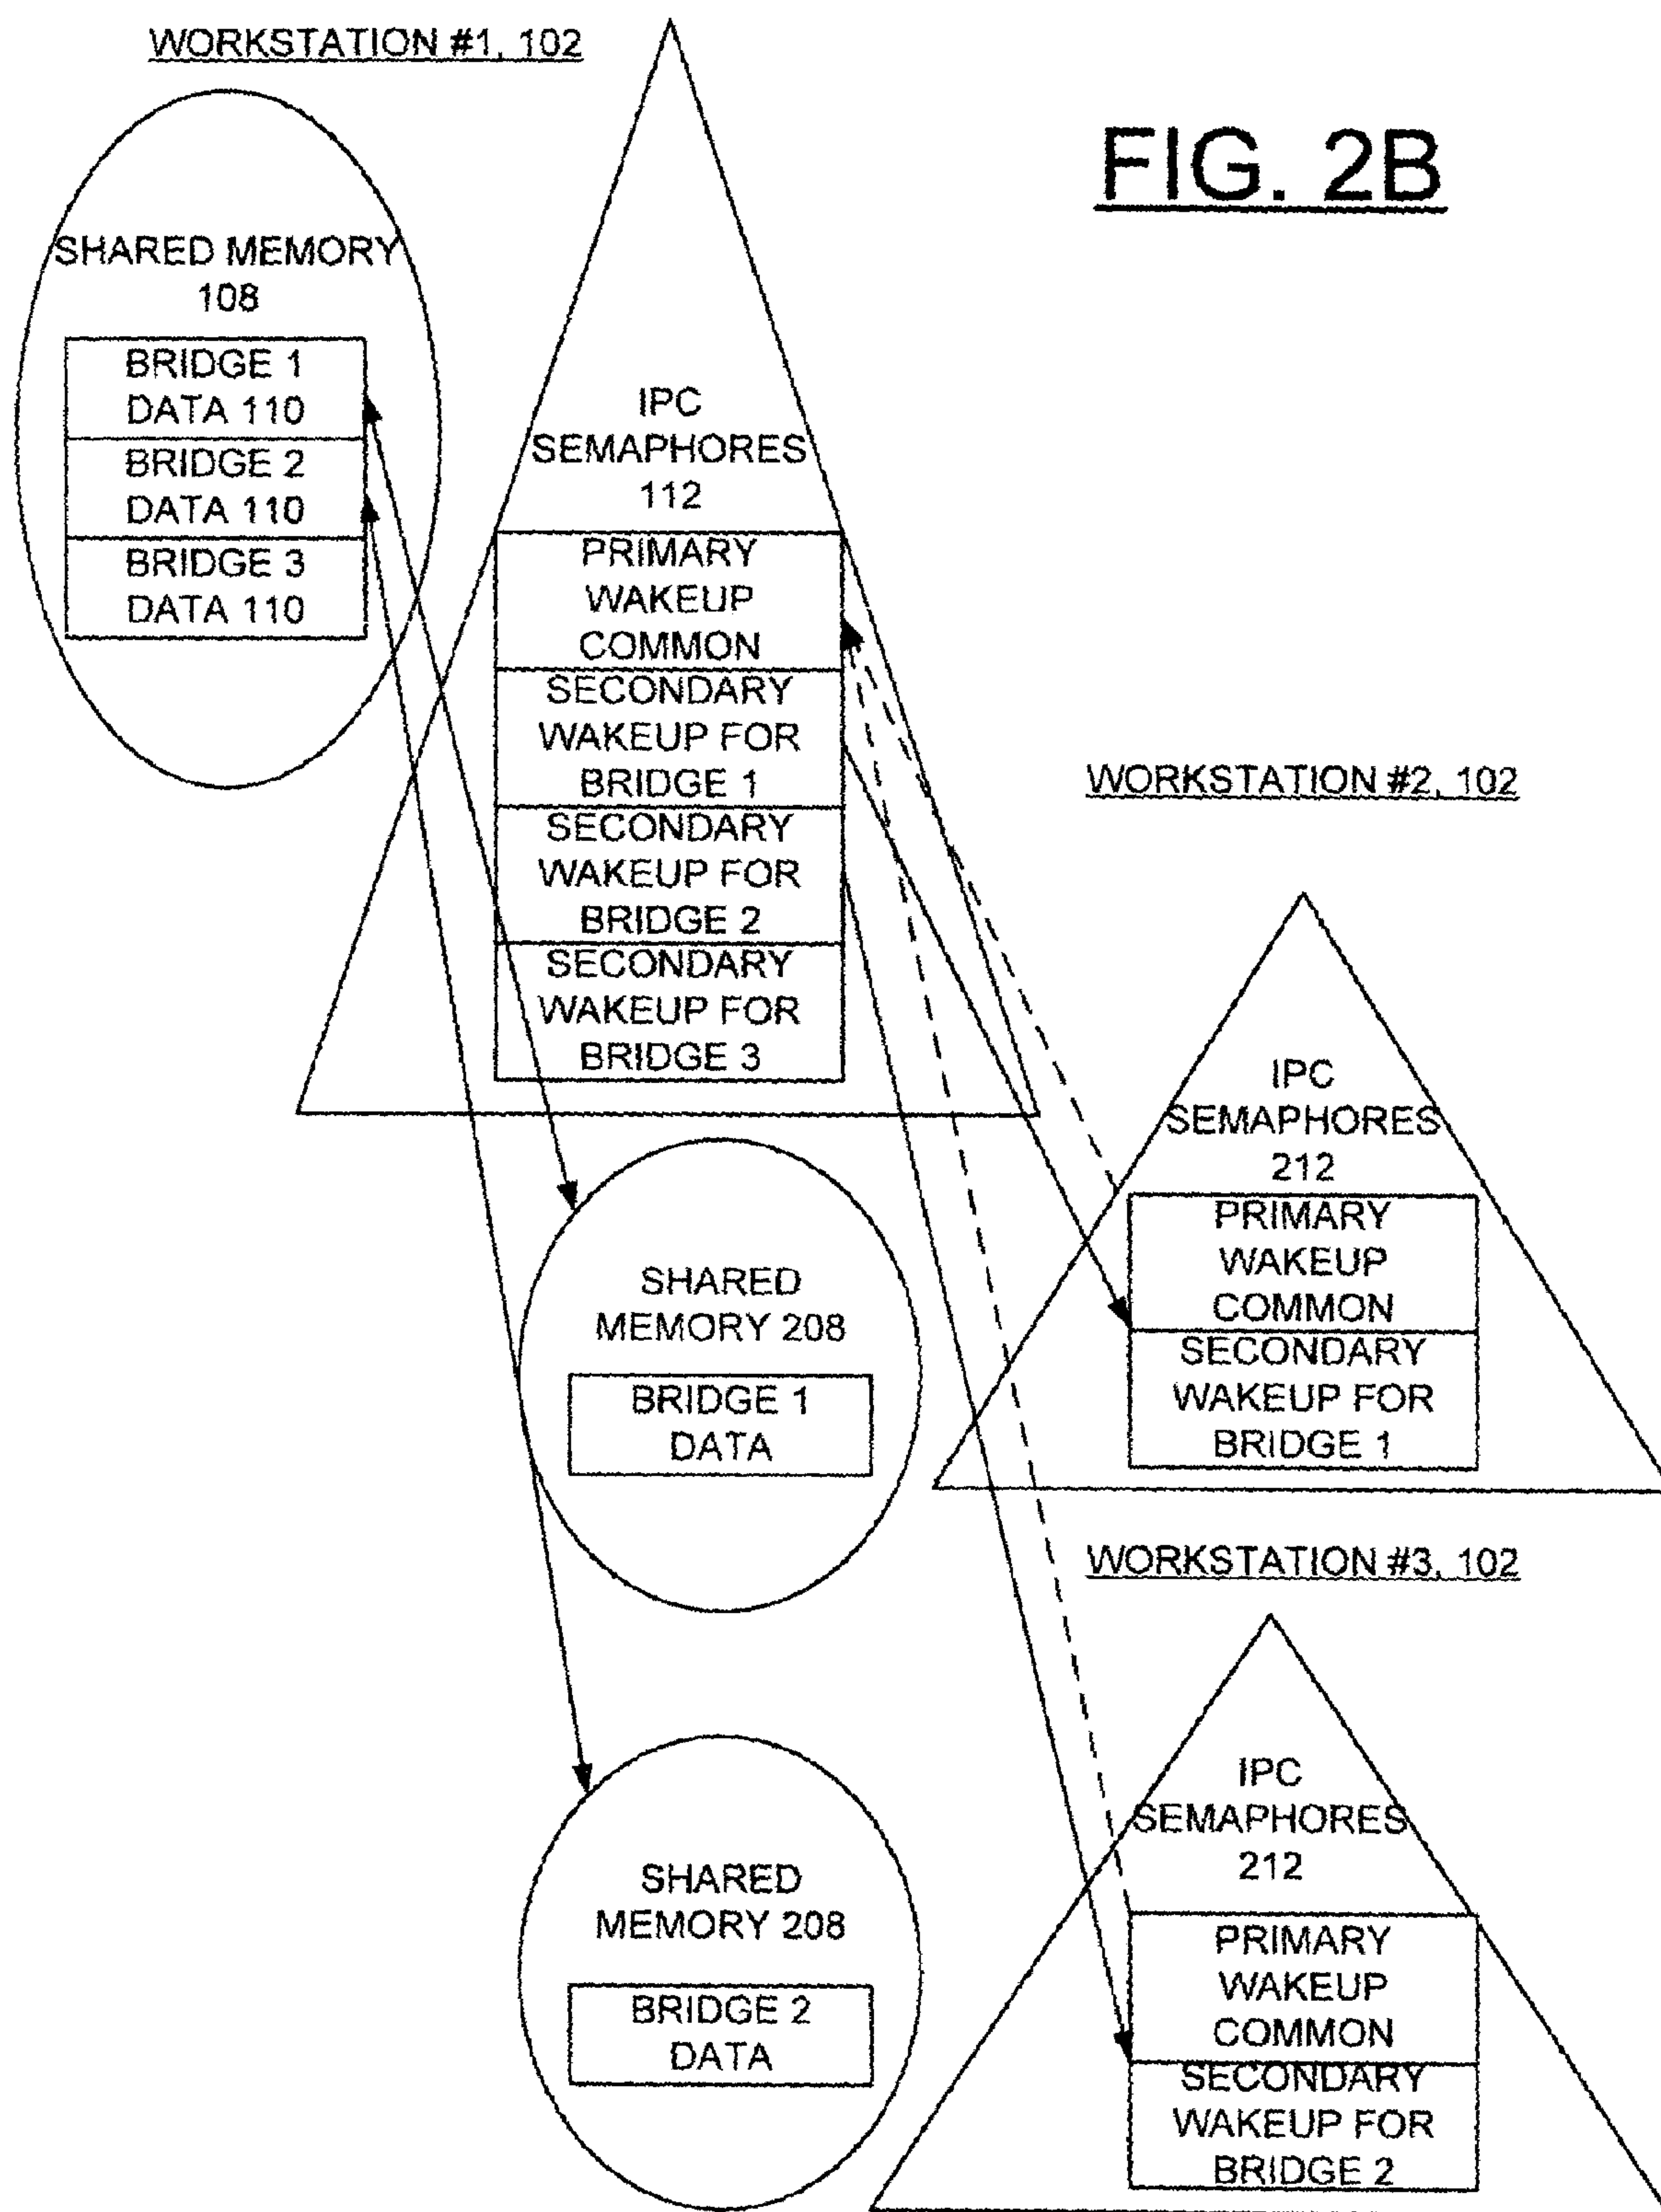 WORKSTATION #1, 102
FIG. 2B
SHARED MEMORY
108
BRIDGE 1
DATA 110
BRIDGE 2
DATA 110
BRIDGE 3
DATA 110
IPC
SEMAPHORES
112
PRIMARY
WAKEUP
COMMON
SECONDARY
WAKEUP FOR
BRIDGE 1
SECONDARY
WAKEUP FOR
BRIDGE 2
SECONDARY
WAKEUP FOR
BRIDGE 3
WORKSTATION #2, 102
IPC
SEMAPHORES
212
PRIMARY
WAKEUP
COMMON
SECONDARY
WAKEUP FOR
BRIDGE 1
SHARED
MEMORY 208
BRIDGE 1
DATA
WORKSTATION #3, 102
IPC
SEMAPHORES
212
PRIMARY
WAKEUP
COMMON
SECONDARY
WAKEUP FOR
BRIDGE 2
SHARED
MEMORY 208
BRIDGE 2
DATA